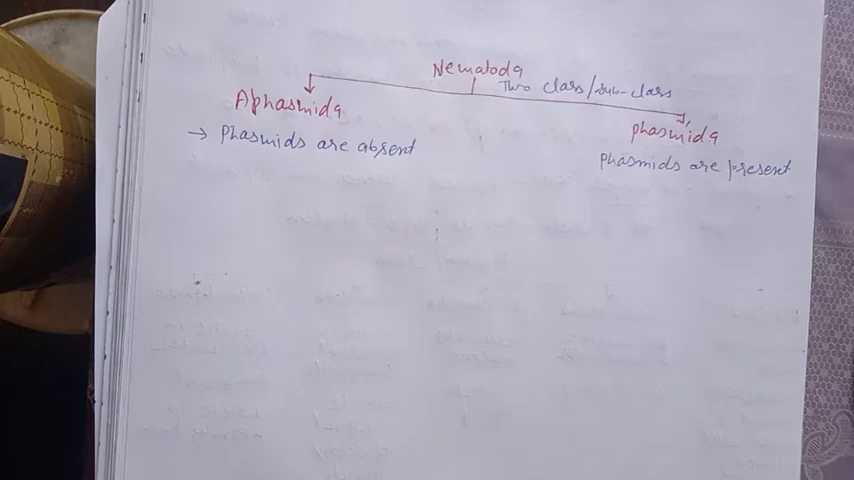 Nematoda
Two class/sub-class
Aphasmida
phasmida
→ Phasmids are absent
Phasmids are present